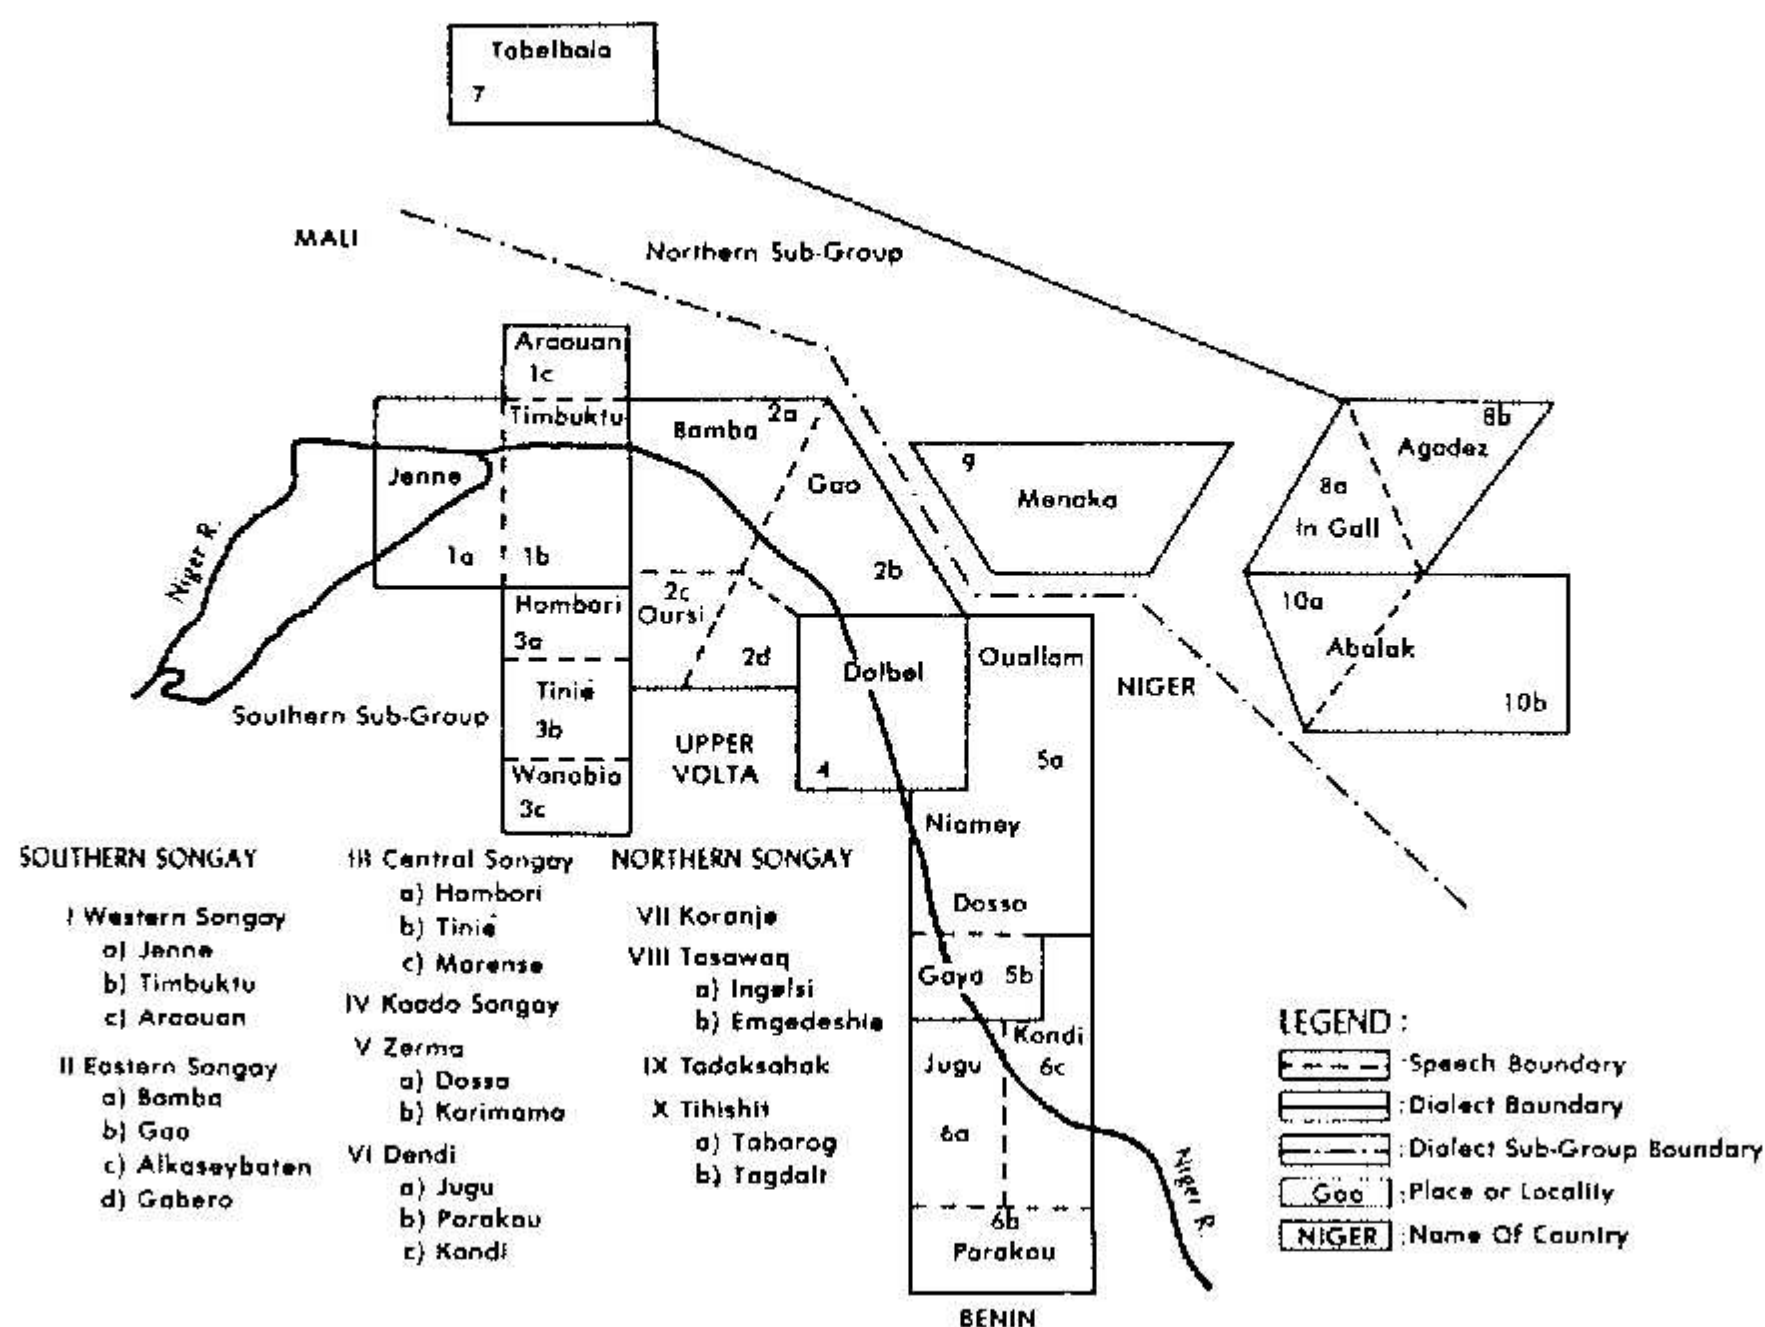 Tabelbala
7
MALI
Northern Sub-Group
Araouan
1c
Timbuktu
Bamba
2a
8b
Agadez
Jenne
Gao
9
Menaka
8a
In Gall
Niger R.
1a
1b
2b
2c
Oursi
10a
Hombori
3a
2d
Dolbel
Ouallam
Abalak
Tinié
3b
NIGER
10b
Southern Sub-Group
UPPER
VOLTA
4
5a
Wanabia
3c
Niamey
Dosso
Gaya 5b
Kandi
6c
Jugu
6a
Niger R.
6b
Parakau
BENIN
SOUTHERN SONGAY
I Western Songay
a) Jenne
b) Timbuktu
c) Araouan
II Eastern Songay
a) Bamba
b) Gao
c) Alkaseybaten
d) Gabero
III Central Songay
a) Hombori
b) Tinié
c) Marense
IV Kaado Songay
V Zerma
a) Dosso
b) Karimama
VI Dendi
a) Jugu
b) Parakau
c) Kandi
NORTHERN SONGAY
VII Koranje
VIII Tasawaq
a) Ingelsi
b) Emgedeshie
IX Tadaksahak
X Tihishit
a) Tabarog
b) Tagdalt
LEGEND :
: Speech Boundary
: Dialect Boundary
: Dialect Sub-Group Boundary
Gao : Place or Locality
NIGER : Name Of Country